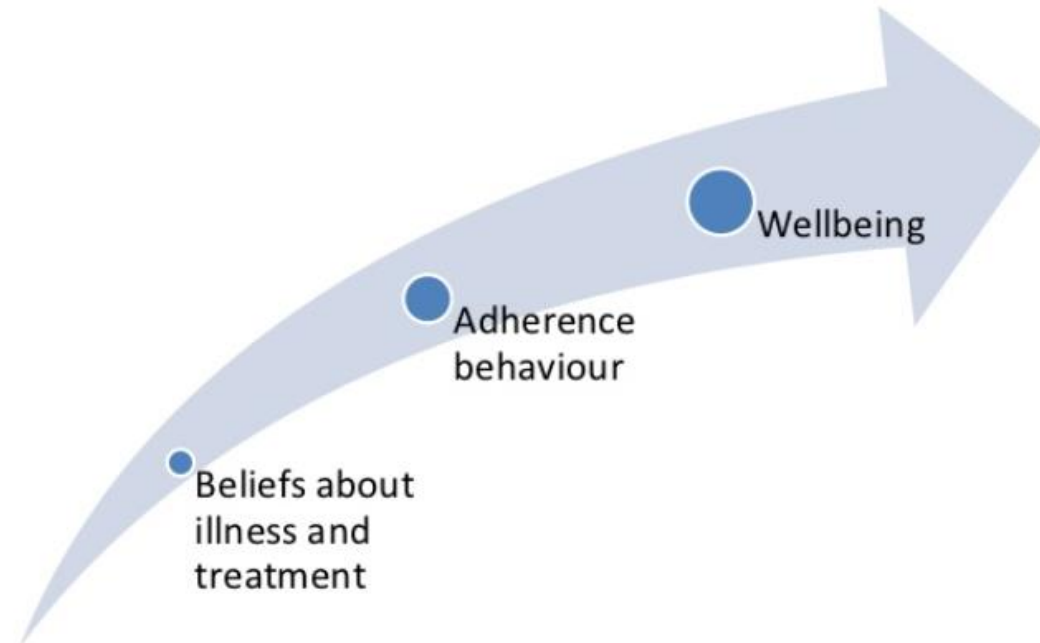 Wellbeing
Adherence
behaviour
Beliefs about
illness and
treatment